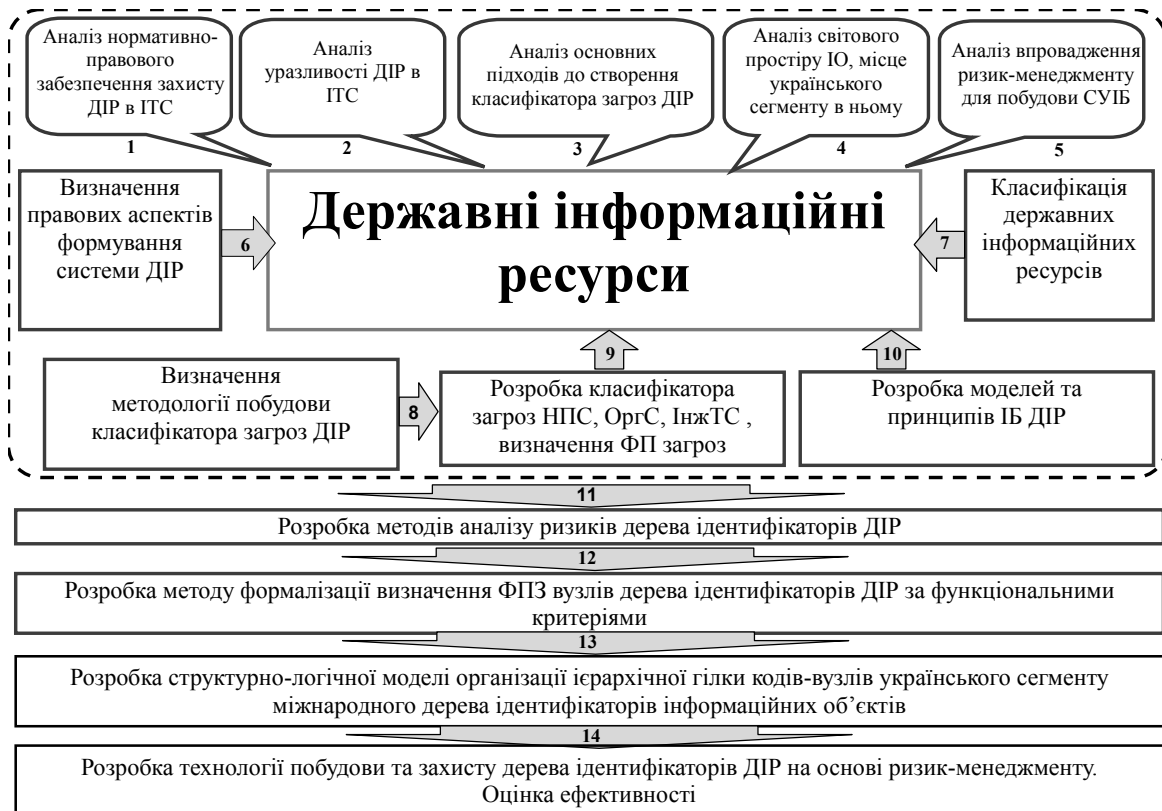 Аналіз нормативно-
правового
забезпечення захисту
ДІР в ІТС
1
Аналіз
уразливості ДІР в
ІТС
2
Аналіз основних
підходів до створення
класифікатора загроз ДІР
3
Аналіз світового
простіру ІО, місце
українського
сегменту в ньому
4
Аналіз впровадження
ризик-менеджменту
для побудови СУІБ
5
Визначення
правових аспектів
формування
системи ДІР
6
Державні інформаційні
ресурси
7
Класифікація
державних
інформаційних
ресурсів
9
10
Визначення
методології побудови
класифікатора загроз ДІР
8
Розробка класифікатора
загроз НПС, ОргС, ІнжТС ,
визначення ФП загроз
Розробка моделей та
принципів ІБ ДІР
11
Розробка методів аналізу ризиків дерева ідентифікаторів ДІР
12
Розробка методу формалізації визначення ФПЗ вузлів дерева ідентифікаторів ДІР за функціональними
критеріями
13
Розробка структурно-логічної моделі організації ієрархічної гілки кодів-вузлів українського сегменту
міжнародного дерева ідентифікаторів інформаційних об’єктів
14
Розробка технології побудови та захисту дерева ідентифікаторів ДІР на основі ризик-менеджменту.
Оцінка ефективності